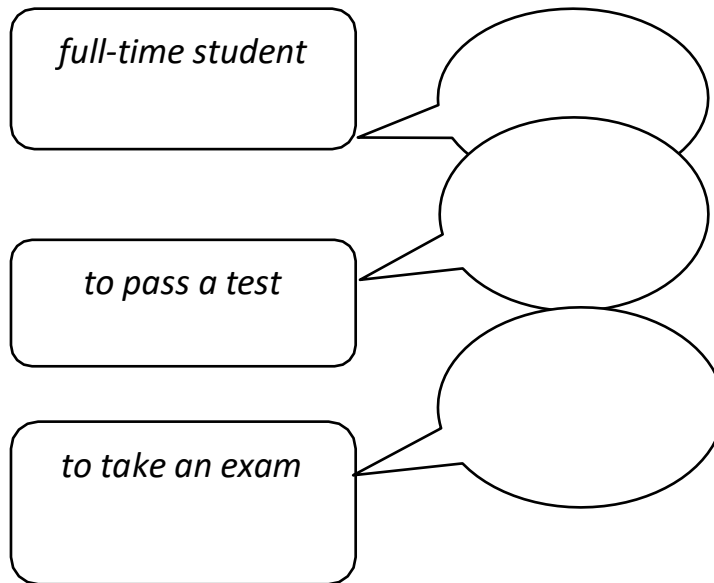 full-time student
to pass a test
to take an exam